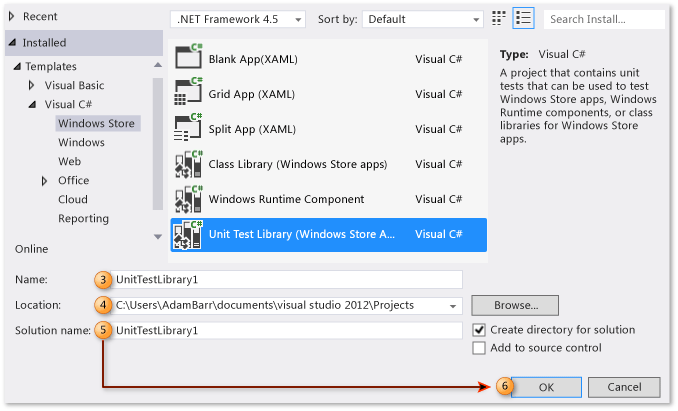 Recent
.NET Framework 4.5 Sort by: Default Search Install...
Installed
Templates
Visual Basic
Visual C#
Windows Store
Windows
Web
Office
Cloud
Reporting
Online
C# Blank App(XAML) Visual C#
C# Grid App (XAML) Visual C#
C# Split App (XAML) Visual C#
C# Class Library (Windows Store apps) Visual C#
C# Windows Runtime Component Visual C#
C# Unit Test Library (Windows Store A... Visual C#
Type: Visual C#
A project that contains unit
tests that can be used to test
Windows Store apps, Windows
Runtime components, or class
libraries for Windows Store
apps.
Name: 3 UnitTestLibrary1
Location: 4 C:\Users\AdamBarr\documents\visual studio 2012\Projects Browse...
Solution name: 5 UnitTestLibrary1
Create directory for solution
Add to source control
6 OK Cancel